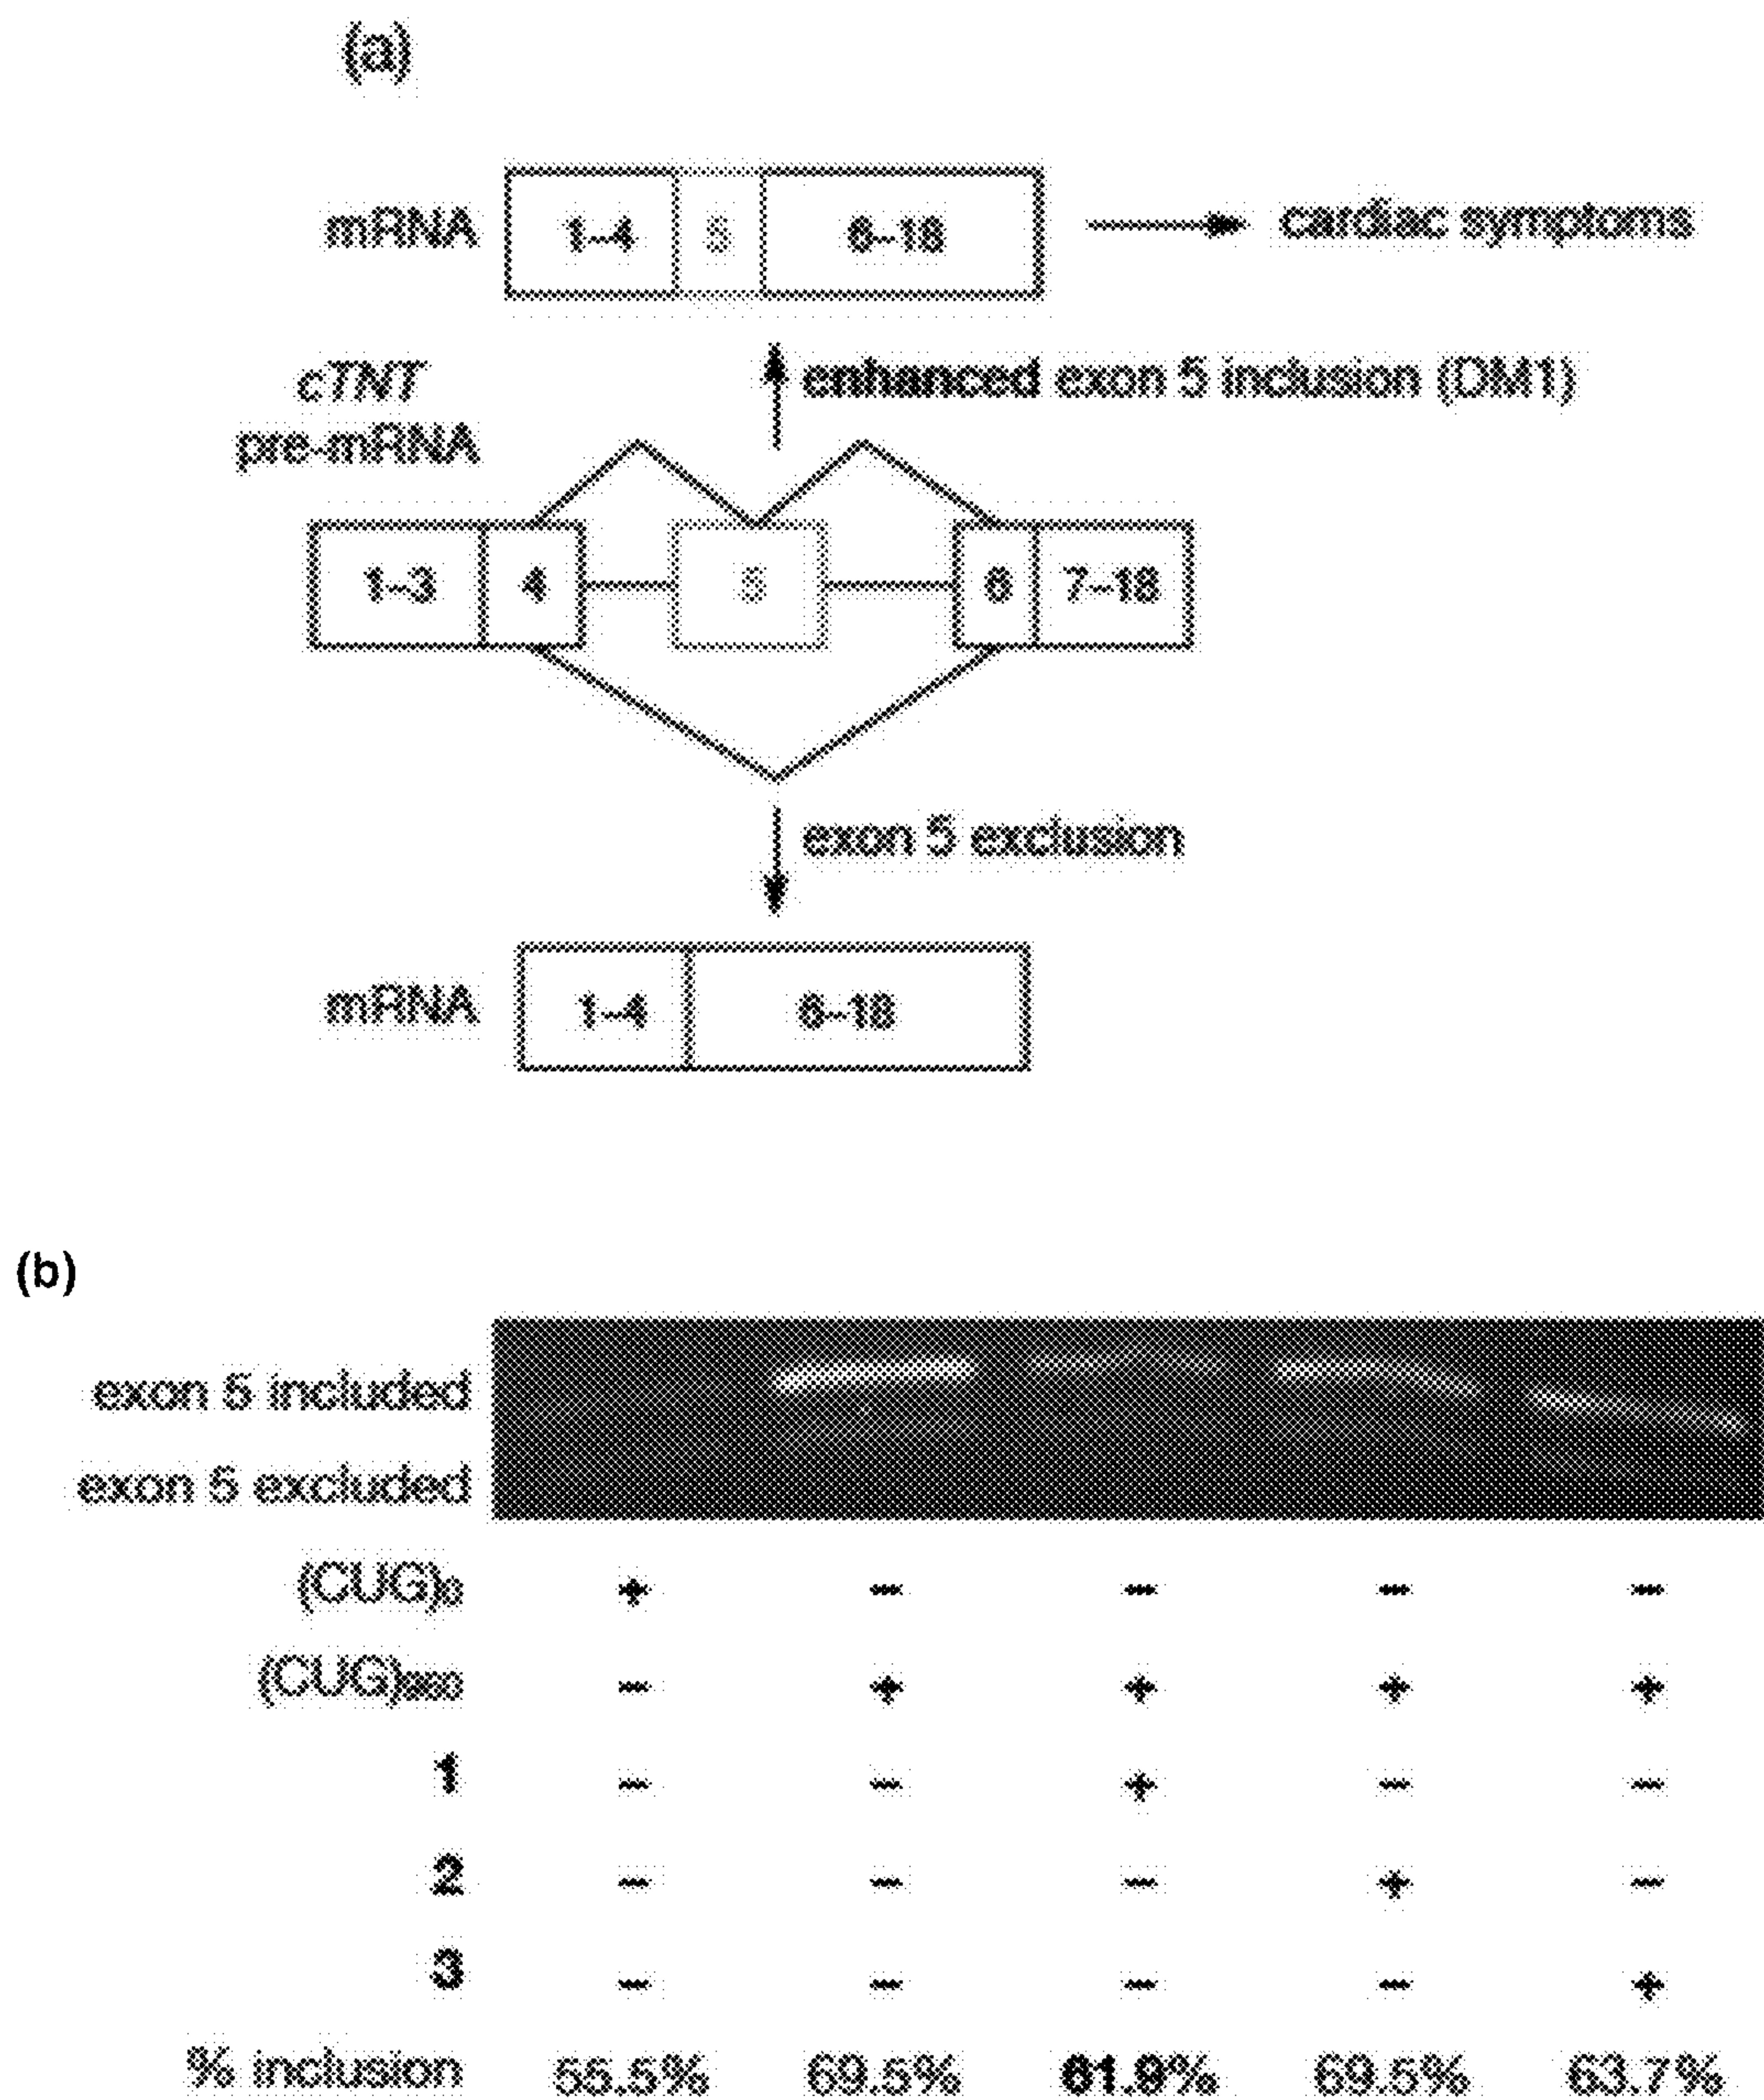 (a)
mRNA 1–4 5 6–18 cardiac symptoms
cTNT
pre-mRNA
enhanced exon 5 inclusion (DM1)
1–3 4 5 6 7–18
exon 5 exclusion
mRNA 1–4 6–18
(b)
exon 5 included
exon 5 excluded
(CUG)0 + – – – –
(CUG)960 – + + + +
1 – – + – –
2 – – – + –
3 – – – – +
% inclusion 55.5% 69.5% 61.9% 69.5% 63.7%